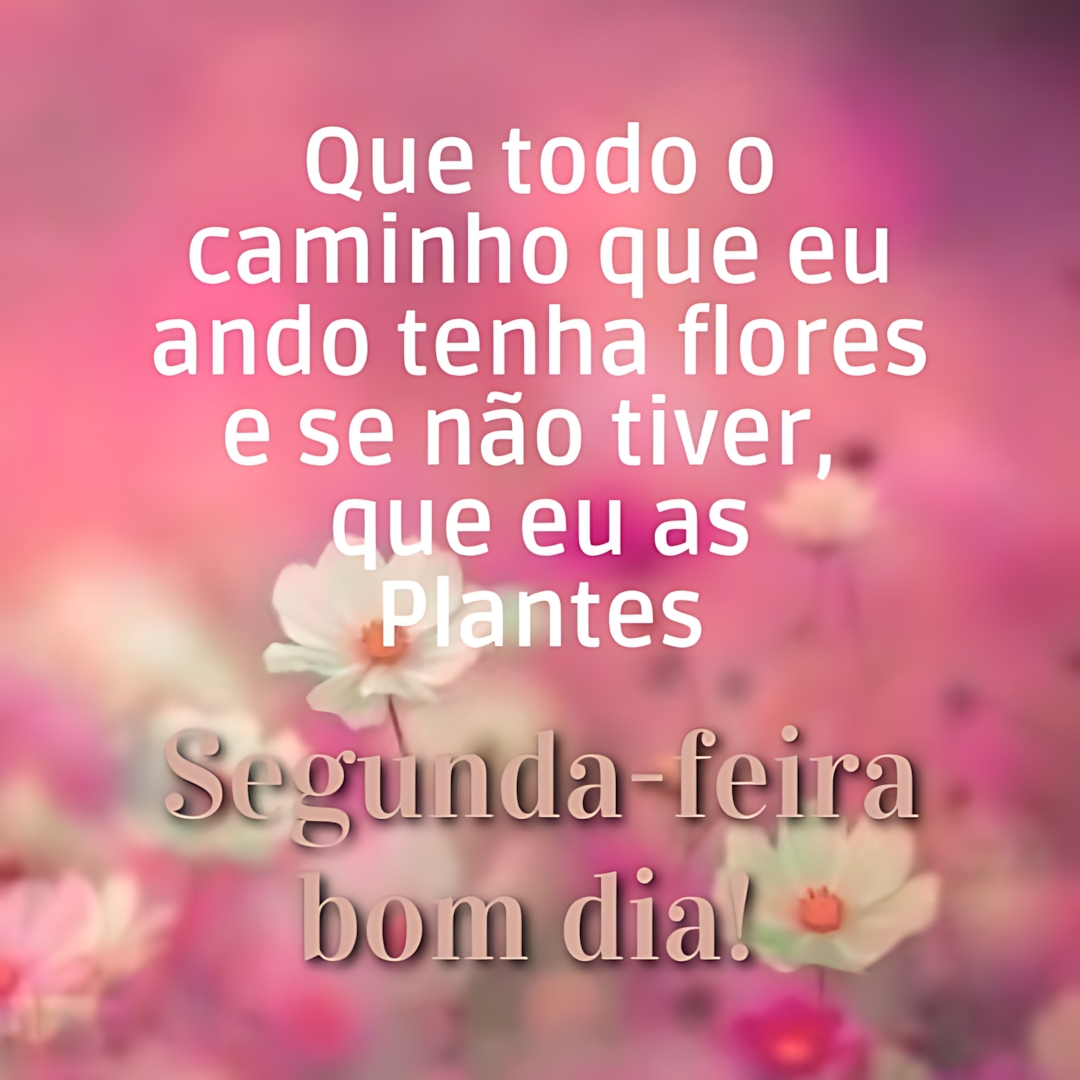 Que todo o
caminho que eu
ando tenha flores
e se não tiver,
que eu as
Plantes
Segunda-feira
bom dia!